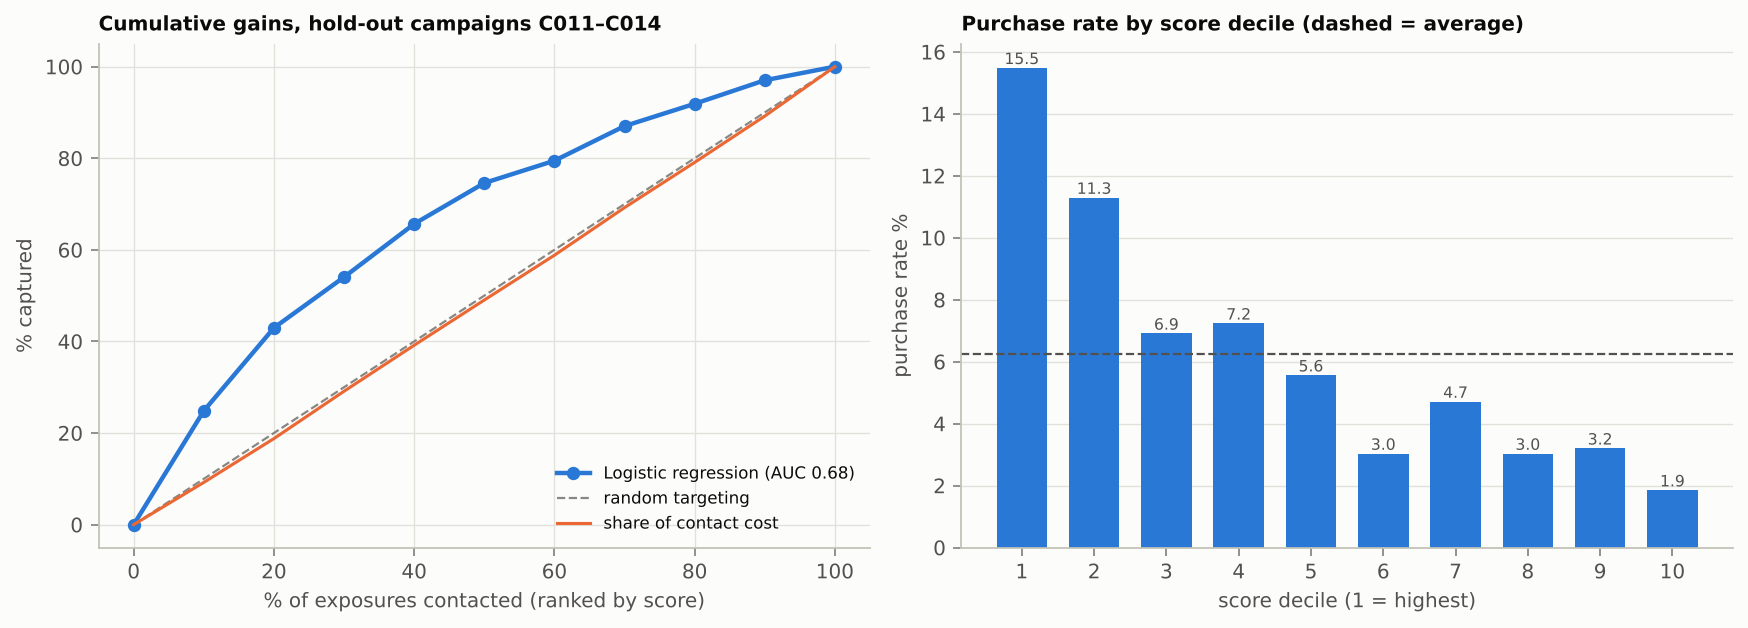 Cumulative gains, hold-out campaigns C011–C014
% captured
100
80
60
40
20
0
0 20 40 60 80 100
% of exposures contacted (ranked by score)
Logistic regression (AUC 0.68)
random targeting
share of contact cost
Purchase rate by score decile (dashed = average)
purchase rate %
16
14
12
10
8
6
4
2
0
15.5
11.3
6.9
7.2
5.6
3.0
4.7
3.0
3.2
1.9
1 2 3 4 5 6 7 8 9 10
score decile (1 = highest)